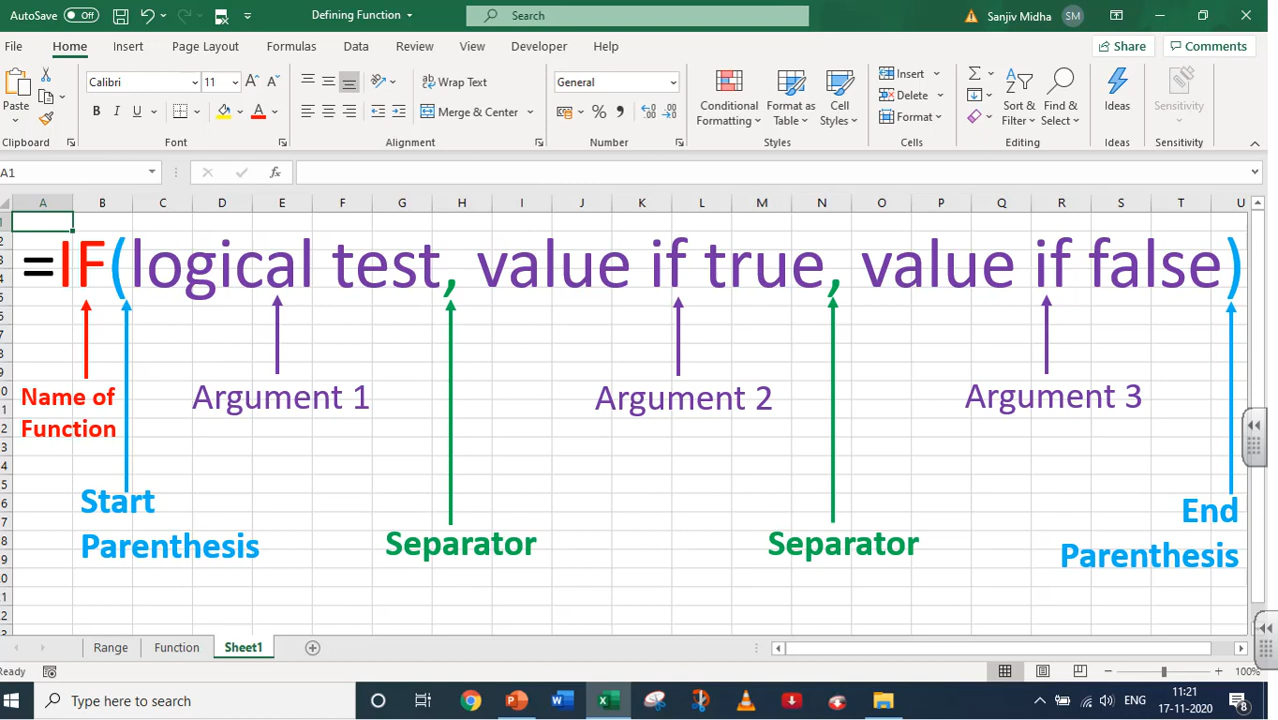 AutoSave Off Defining Function Search Sanjiv Midha SM
File Home Insert Page Layout Formulas Data Review View Developer Help Share Comments
Paste
Calibri 11
Wrap Text
General
Conditional Formatting
Format as Table
Cell Styles
Insert
Delete
Format
Sort & Filter
Find & Select
Ideas
Sensitivity
B I U
Merge & Center
Clipboard Font Alignment Number Styles Cells Editing Ideas Sensitivity
A1 fx
A B C D E F G H I J K L M N O P Q R S T U
=IF(logical test, value if true, value if false)
Name of
Function
Argument 1
Argument 2
Argument 3
Start
Parenthesis
Separator
Separator
End
Parenthesis
Range Function Sheet1
Ready 100%
Type here to search ENG 11:21
17-11-2020 8